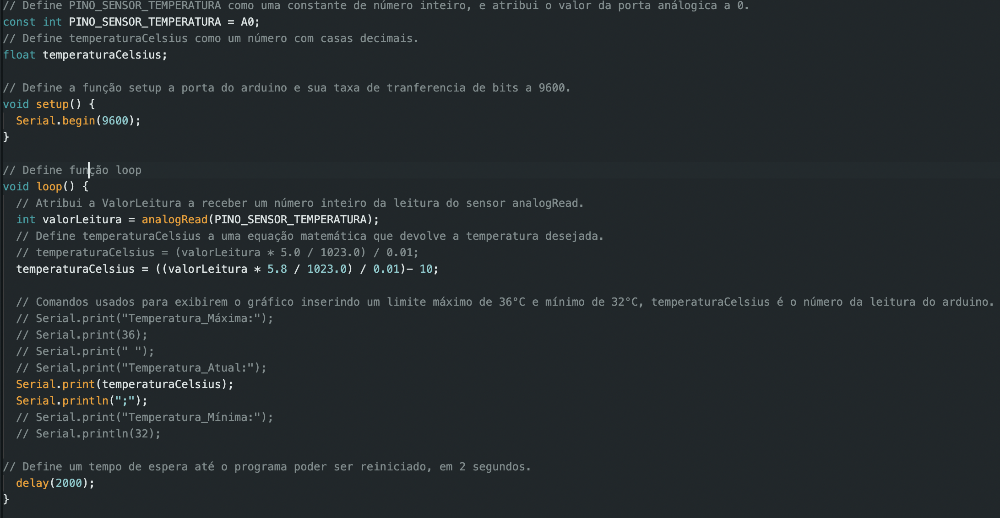 // Define PINO_SENSOR_TEMPERATURA como uma constante de número inteiro, e atribui o valor da porta análogica a 0.
const int PINO_SENSOR_TEMPERATURA = A0;
// Define temperaturaCelsius como um número com casas decimais.
float temperaturaCelsius;

// Define a função setup a porta do arduino e sua taxa de tranferencia de bits a 9600.
void setup() {
  Serial.begin(9600);
}

// Define função loop
void loop() {
  // Atribui a ValorLeitura a receber um número inteiro da leitura do sensor analogRead.
  int valorLeitura = analogRead(PINO_SENSOR_TEMPERATURA);
  // Define temperaturaCelsius a uma equação matemática que devolve a temperatura desejada.
  // temperaturaCelsius = (valorLeitura * 5.0 / 1023.0) / 0.01;
  temperaturaCelsius = ((valorLeitura * 5.8 / 1023.0) / 0.01)- 10;

  // Comandos usados para exibirem o gráfico inserindo um limite máximo de 36°C e mínimo de 32°C, temperaturaCelsius é o número da leitura do arduino.
  // Serial.print("Temperatura_Máxima:");
  // Serial.print(36);
  // Serial.print(" ");
  // Serial.print("Temperatura_Atual:");
  Serial.print(temperaturaCelsius);
  Serial.println(";");
  // Serial.print("Temperatura_Mínima:");
  // Serial.println(32);

// Define um tempo de espera até o programa poder ser reiniciado, em 2 segundos.
  delay(2000);
}